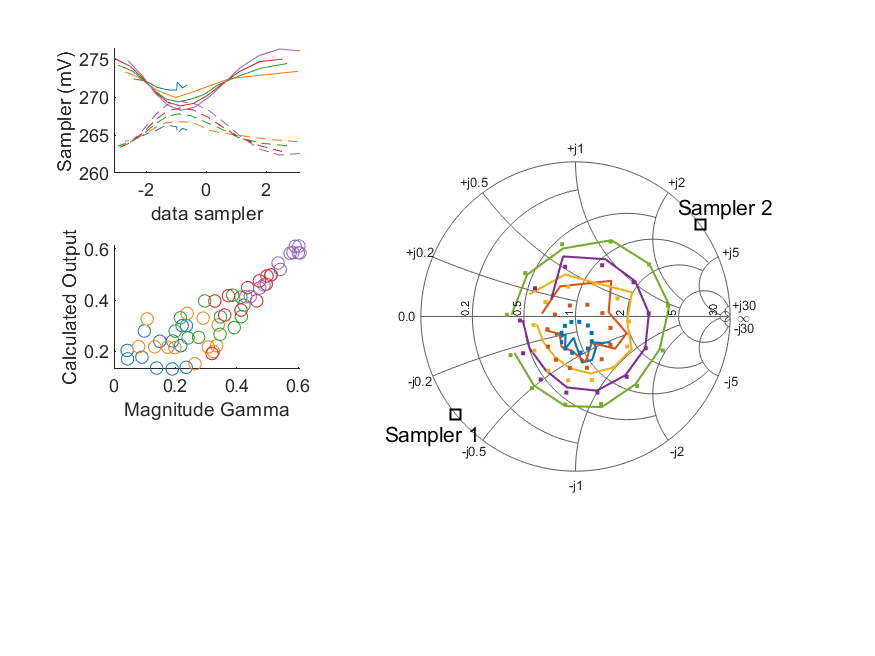 275
270
265
260
Sampler (mV)
-2
0
2
data sampler
0.6
0.4
0.2
Calculated Output
0
0.2
0.4
0.6
Magnitude Gamma
+j1
+j0.5
+j2
Sampler 2
+j0.2
+j5
0.0
0.2
0.5
1
2
5
30
+j30
∞
-j30
-j0.2
-j5
Sampler 1
-j0.5
-j2
-j1